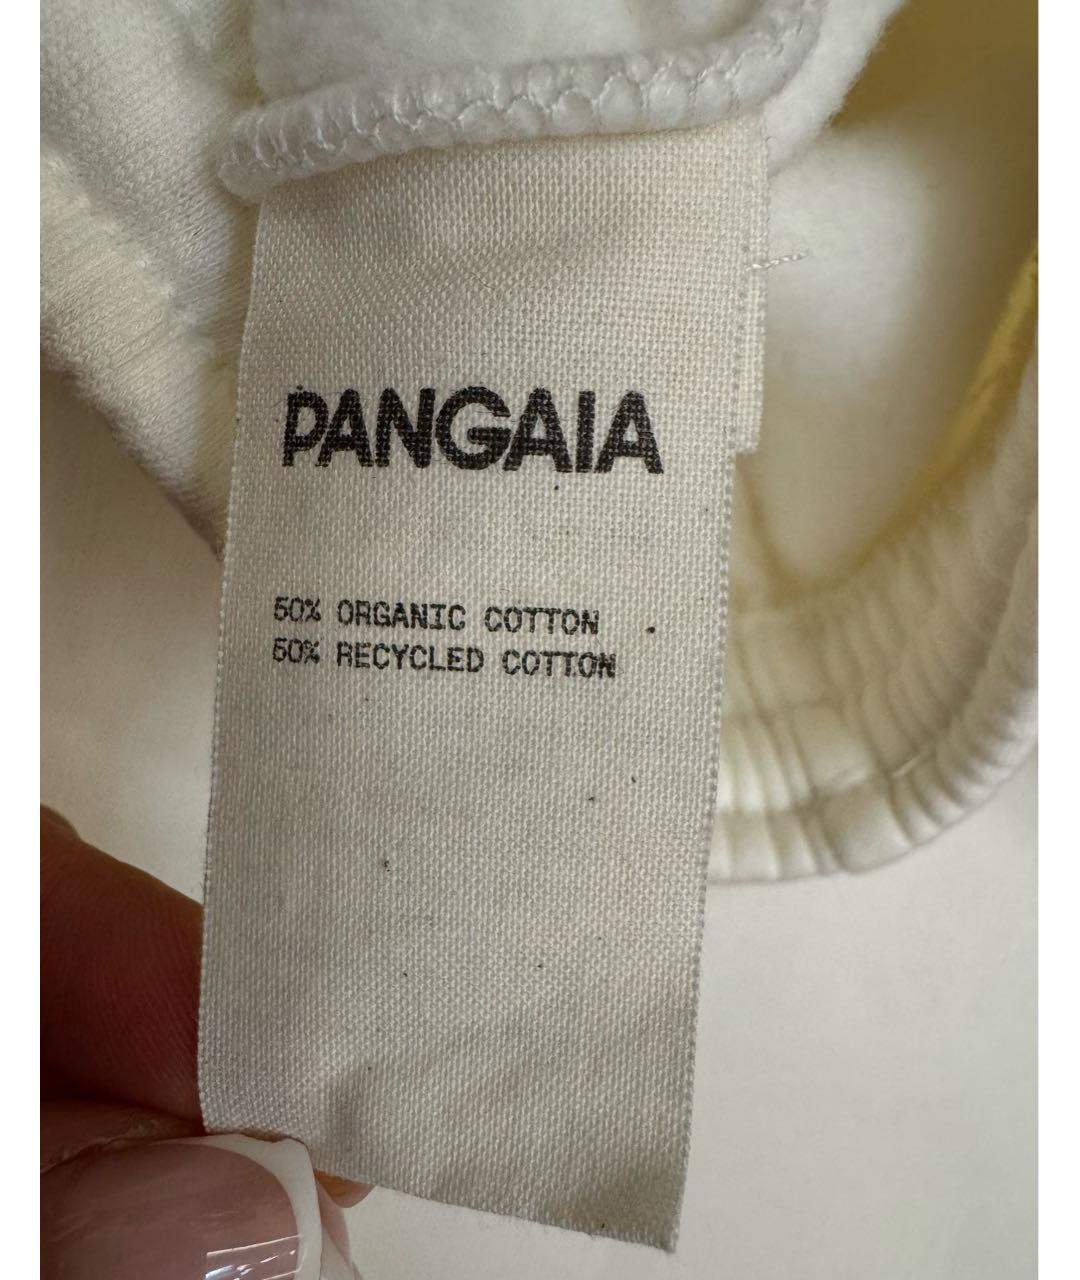 PANGAIA
50% ORGANIC COTTON
50% RECYCLED COTTON